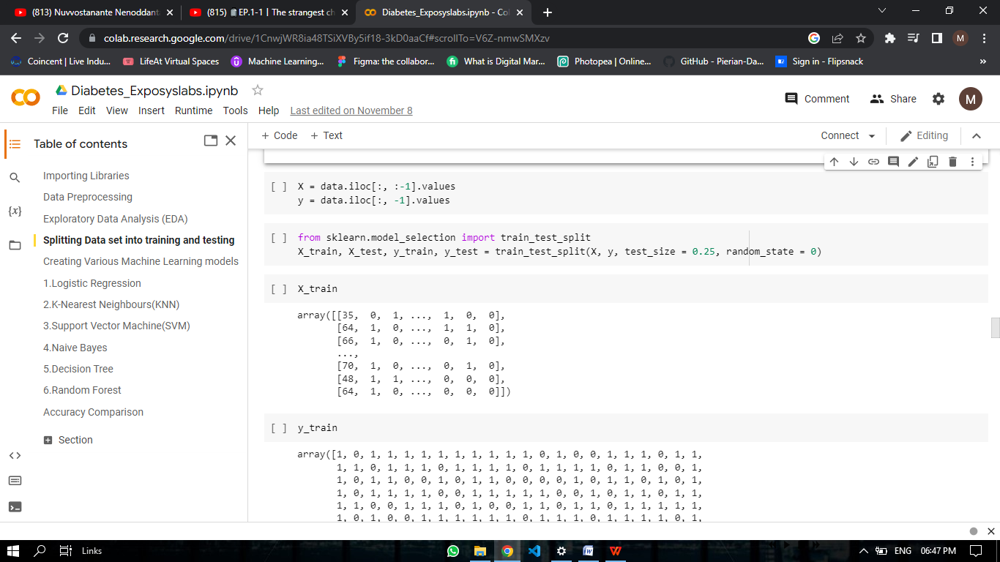 (813) Nuvvostanante Nenoddant
(815) EP.1-1 | The strangest ch
Diabetes_Exposyslabs.ipynb - Col
colab.research.google.com/drive/1CnwjWR8ia48TSiXVBy5if18-3kD0aaCf#scrollTo=V6Z-nmwSMXzv
M
Coincent | Live Indu...
LifeAt Virtual Spaces
Machine Learning...
Figma: the collabor...
What is Digital Mar...
Photopea | Online...
GitHub - Pierian-Da...
Sign in - Flipsnack
»
Diabetes_Exposyslabs.ipynb
File Edit View Insert Runtime Tools Help Last edited on November 8
Comment
Share
M
Table of contents
Importing Libraries
Data Preprocessing
Exploratory Data Analysis (EDA)
Splitting Data set into training and testing
Creating Various Machine Learning models
1.Logistic Regression
2.K-Nearest Neighbours(KNN)
3.Support Vector Machine(SVM)
4.Naive Bayes
5.Decision Tree
6.Random Forest
Accuracy Comparison
Section
{x}
+ Code + Text
Connect
Editing
[ ] X = data.iloc[:, :-1].values
y = data.iloc[:, -1].values
[ ] from sklearn.model_selection import train_test_split
X_train, X_test, y_train, y_test = train_test_split(X, y, test_size = 0.25, random_state = 0)
[ ] X_train
array([[35, 0, 1, ..., 1, 0, 0],
[64, 1, 0, ..., 1, 1, 0],
[66, 1, 0, ..., 0, 1, 0],
...,
[70, 1, 0, ..., 0, 1, 0],
[48, 1, 1, ..., 0, 0, 0],
[64, 1, 0, ..., 0, 0, 0]])
[ ] y_train
array([1, 0, 1, 1, 1, 1, 1, 1, 1, 1, 1, 1, 0, 1, 0, 0, 1, 1, 1, 0, 1, 1,
1, 1, 0, 1, 1, 1, 0, 1, 1, 1, 1, 0, 1, 1, 1, 1, 0, 1, 1, 0, 0, 1,
1, 0, 1, 1, 0, 0, 1, 0, 1, 1, 0, 0, 0, 0, 1, 0, 1, 1, 0, 1, 0, 1,
1, 0, 1, 1, 1, 1, 0, 0, 1, 1, 1, 1, 1, 0, 0, 1, 0, 1, 1, 0, 1, 1,
1, 1, 0, 0, 1, 1, 1, 0, 1, 0, 0, 1, 1, 0, 1, 1, 0, 1, 1, 1, 1, 1,
1, 0, 1, 0, 0, 1, 1, 1, 1, 1, 1, 0, 1, 1, 1, 0, 1, 1, 1, 1, 0, 1,
Links
ENG 06:47 PM